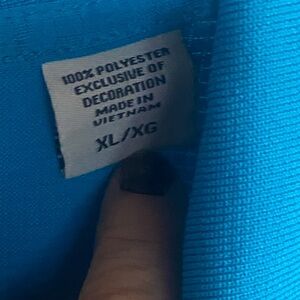 100% POLYESTER
EXCLUSIVE OF
DECORATION
MADE IN
VIETNAM
XL/XG